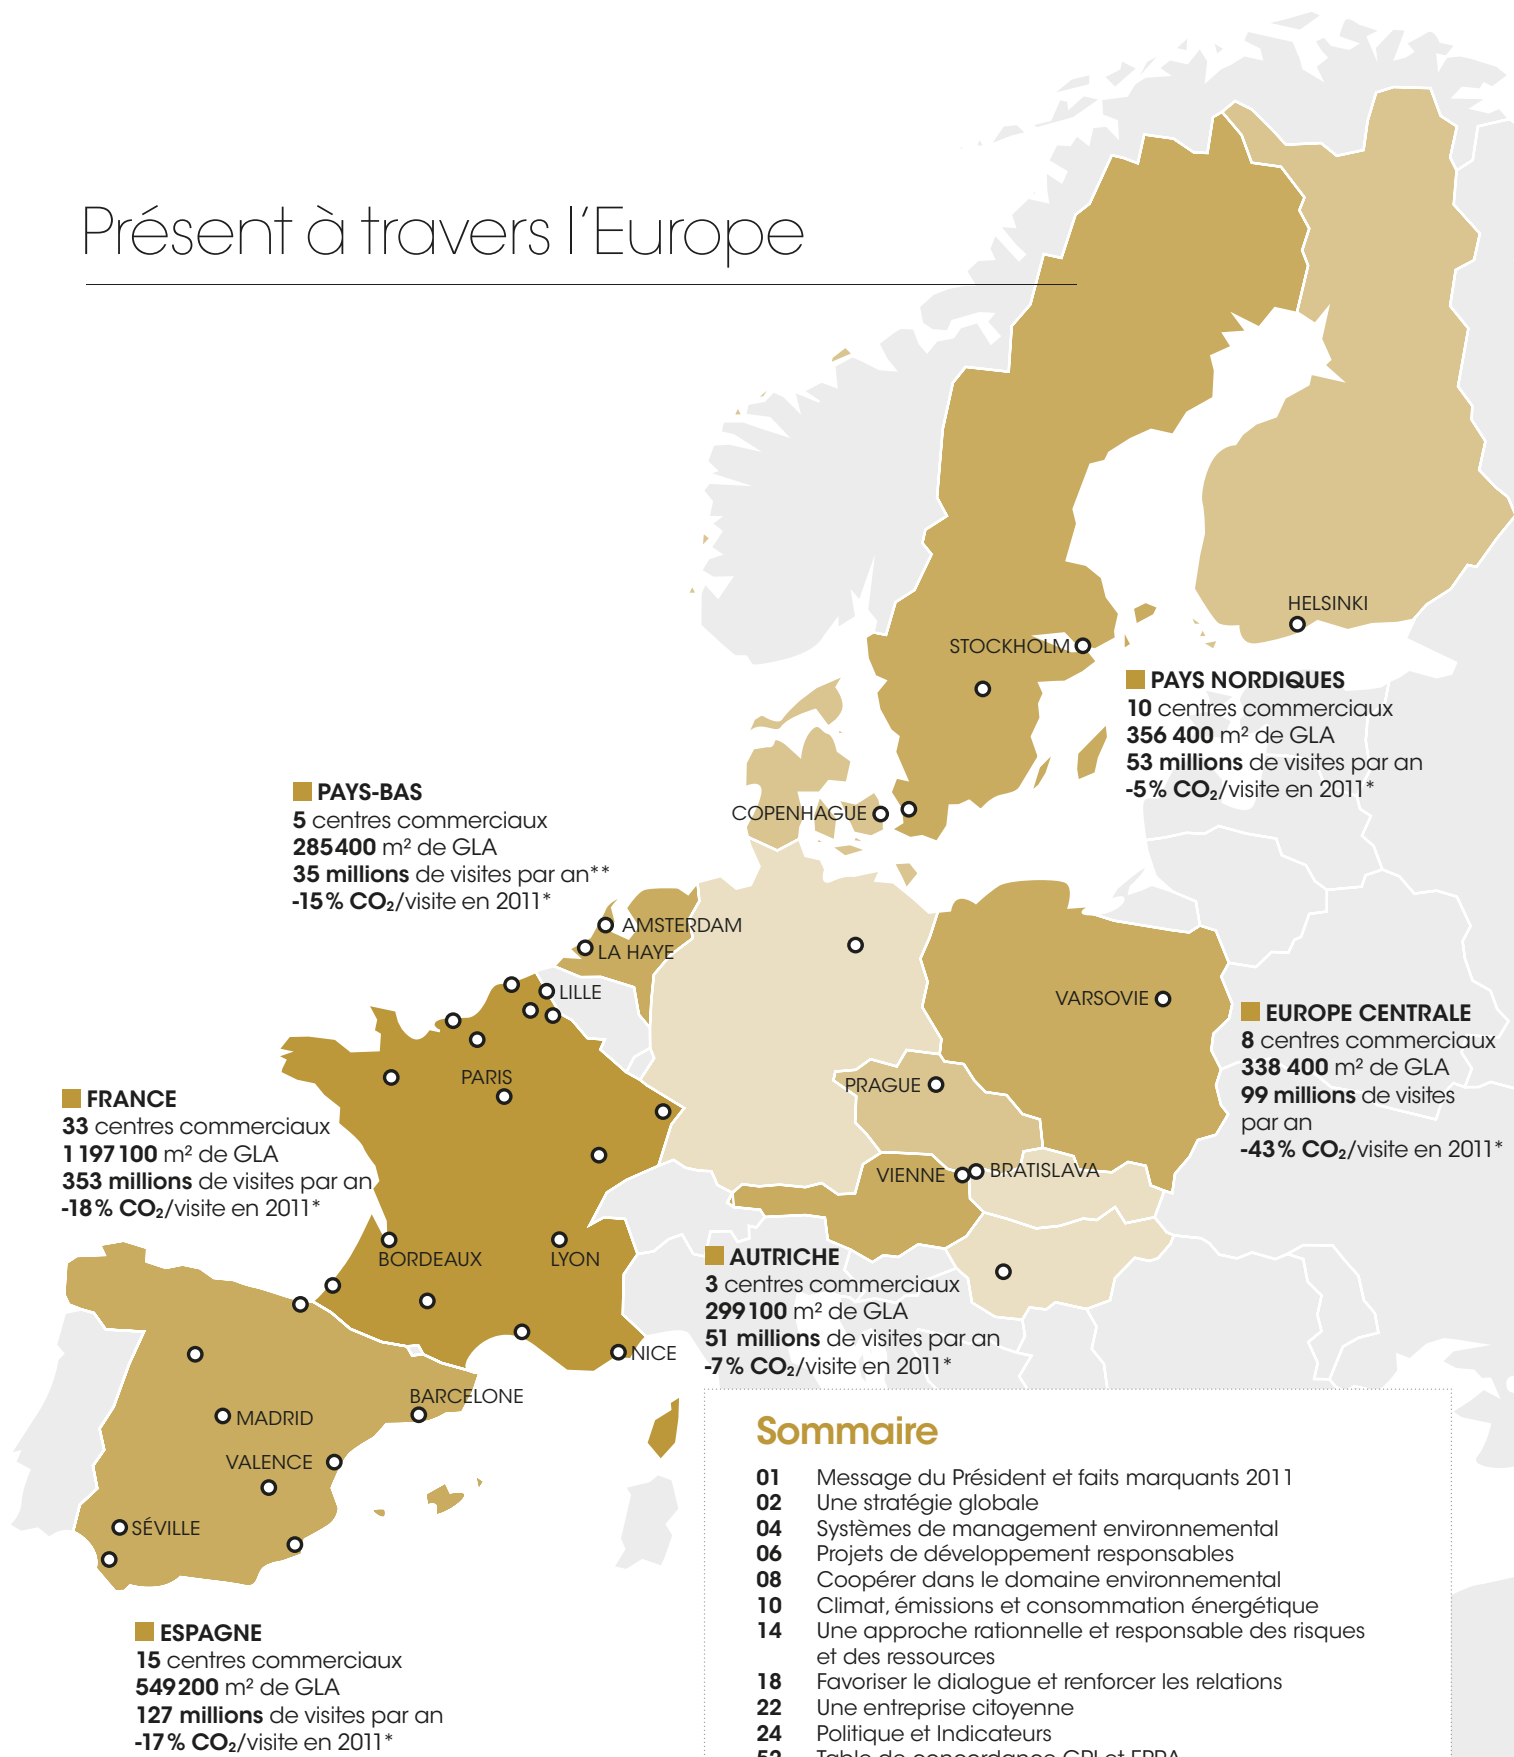 Présent à travers l'Europe
HELSINKI
STOCKHOLM
PAYS NORDIQUES
10 centres commerciaux
356 400 m² de GLA
53 millions de visites par an
-5% CO₂/visite en 2011*
COPENHAGUE
PAYS-BAS
5 centres commerciaux
285400 m² de GLA
35 millions de visites par an**
-15% CO₂/visite en 2011*
AMSTERDAM
LA HAYE
LILLE
VARSOVIE
EUROPE CENTRALE
8 centres commerciaux
338 400 m² de GLA
99 millions de visites
par an
-43% CO₂/visite en 2011*
PARIS
PRAGUE
FRANCE
33 centres commerciaux
1 197 100 m² de GLA
353 millions de visites par an
-18% CO₂/visite en 2011*
VIENNE
BRATISLAVA
BORDEAUX
LYON
NICE
AUTRICHE
3 centres commerciaux
299100 m² de GLA
51 millions de visites par an
-7% CO₂/visite en 2011*
BARCELONE
MADRID
VALENCE
SÉVILLE
ESPAGNE
15 centres commerciaux
549200 m² de GLA
127 millions de visites par an
-17% CO₂/visite en 2011*
Sommaire
01 Message du Président et faits marquants 2011
02 Une stratégie globale
04 Systèmes de management environnemental
06 Projets de développement responsables
08 Coopérer dans le domaine environnemental
10 Climat, émissions et consommation énergétique
14 Une approche rationnelle et responsable des risques
et des ressources
18 Favoriser le dialogue et renforcer les relations
22 Une entreprise citoyenne
24 Politique et Indicateurs
52 Table de concordance GRI et EPRA